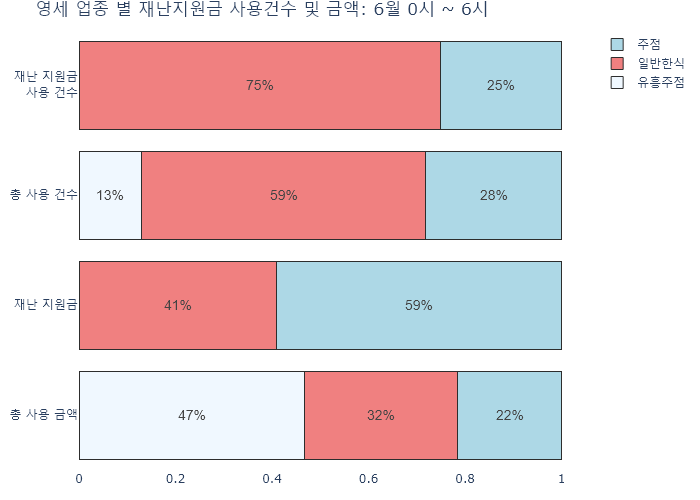 영세 업종 별 재난지원금 사용건수 및 금액: 6월 0시 ~ 6시
주점
일반한식
유흥주점
재난 지원금
사용 건수
75%
25%
총 사용 건수
13%
59%
28%
재난 지원금
41%
59%
총 사용 금액
47%
32%
22%
0
0.2
0.4
0.6
0.8
1